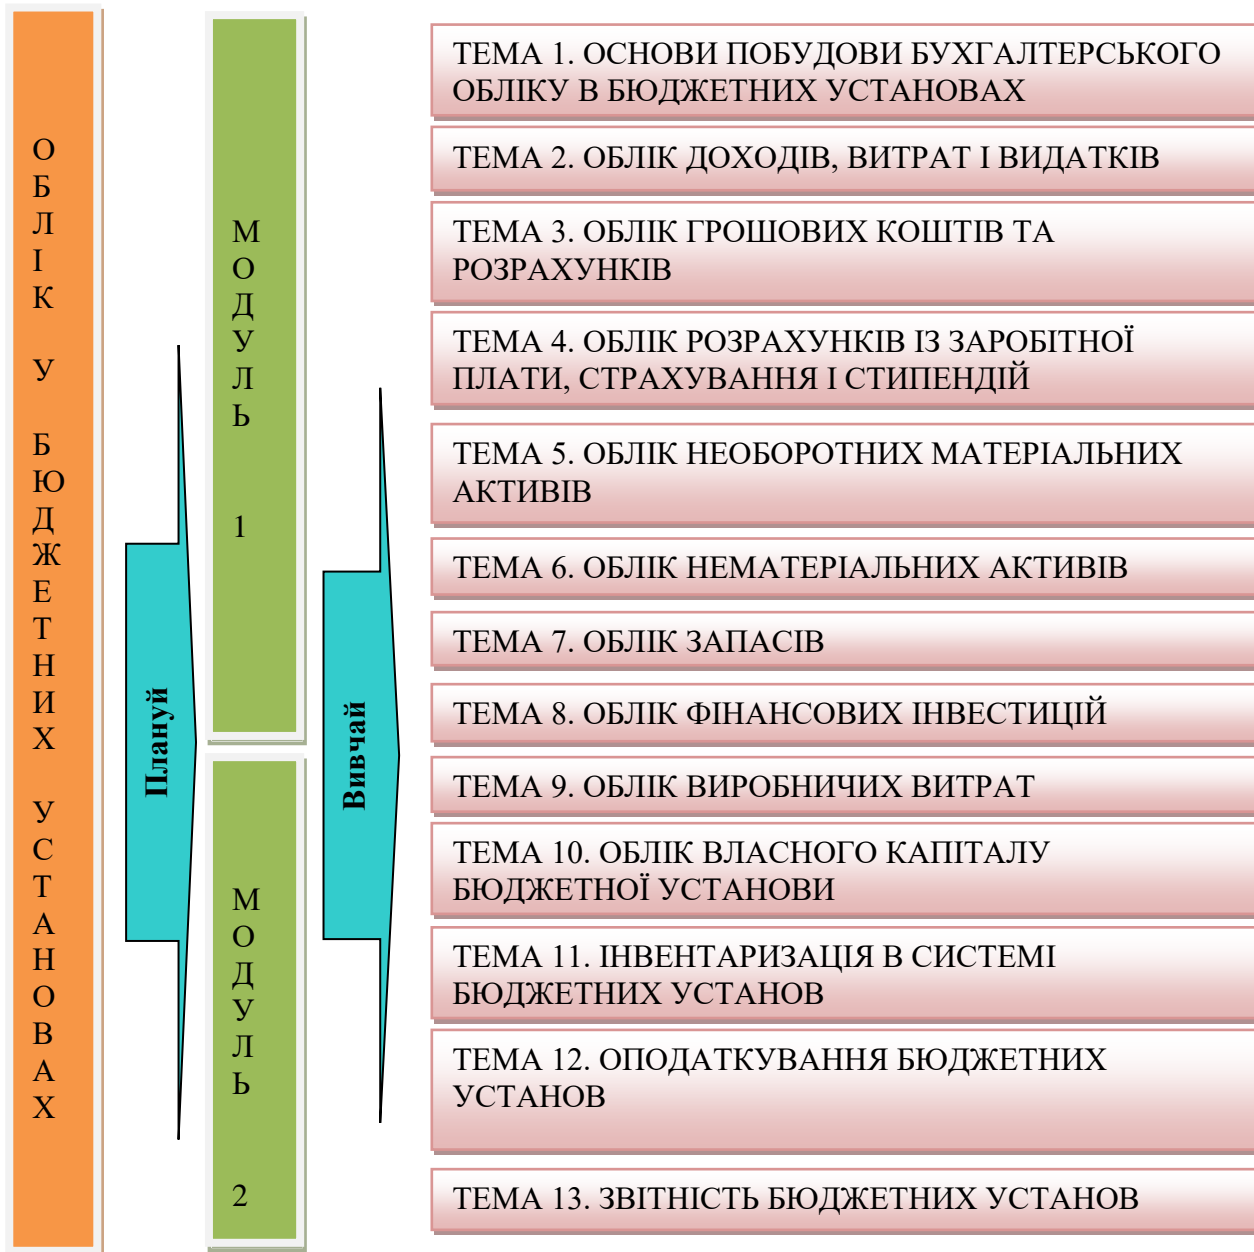 ОБЛІК У БЮДЖЕТНИХ УСТАНОВАХ
Плануй
МОДУЛЬ 1
МОДУЛЬ 2
Вивчай
ТЕМА 1. ОСНОВИ ПОБУДОВИ БУХГАЛТЕРСЬКОГО
ОБЛІКУ В БЮДЖЕТНИХ УСТАНОВАХ
ТЕМА 2. ОБЛІК ДОХОДІВ, ВИТРАТ І ВИДАТКІВ
ТЕМА 3. ОБЛІК ГРОШОВИХ КОШТІВ ТА
РОЗРАХУНКІВ
ТЕМА 4. ОБЛІК РОЗРАХУНКІВ ІЗ ЗАРОБІТНОЇ
ПЛАТИ, СТРАХУВАННЯ І СТИПЕНДІЙ
ТЕМА 5. ОБЛІК НЕОБОРОТНИХ МАТЕРІАЛЬНИХ
АКТИВІВ
ТЕМА 6. ОБЛІК НЕМАТЕРІАЛЬНИХ АКТИВІВ
ТЕМА 7. ОБЛІК ЗАПАСІВ
ТЕМА 8. ОБЛІК ФІНАНСОВИХ ІНВЕСТИЦІЙ
ТЕМА 9. ОБЛІК ВИРОБНИЧИХ ВИТРАТ
ТЕМА 10. ОБЛІК ВЛАСНОГО КАПІТАЛУ
БЮДЖЕТНОЇ УСТАНОВИ
ТЕМА 11. ІНВЕНТАРИЗАЦІЯ В СИСТЕМІ
БЮДЖЕТНИХ УСТАНОВ
ТЕМА 12. ОПОДАТКУВАННЯ БЮДЖЕТНИХ
УСТАНОВ
ТЕМА 13. ЗВІТНІСТЬ БЮДЖЕТНИХ УСТАНОВ